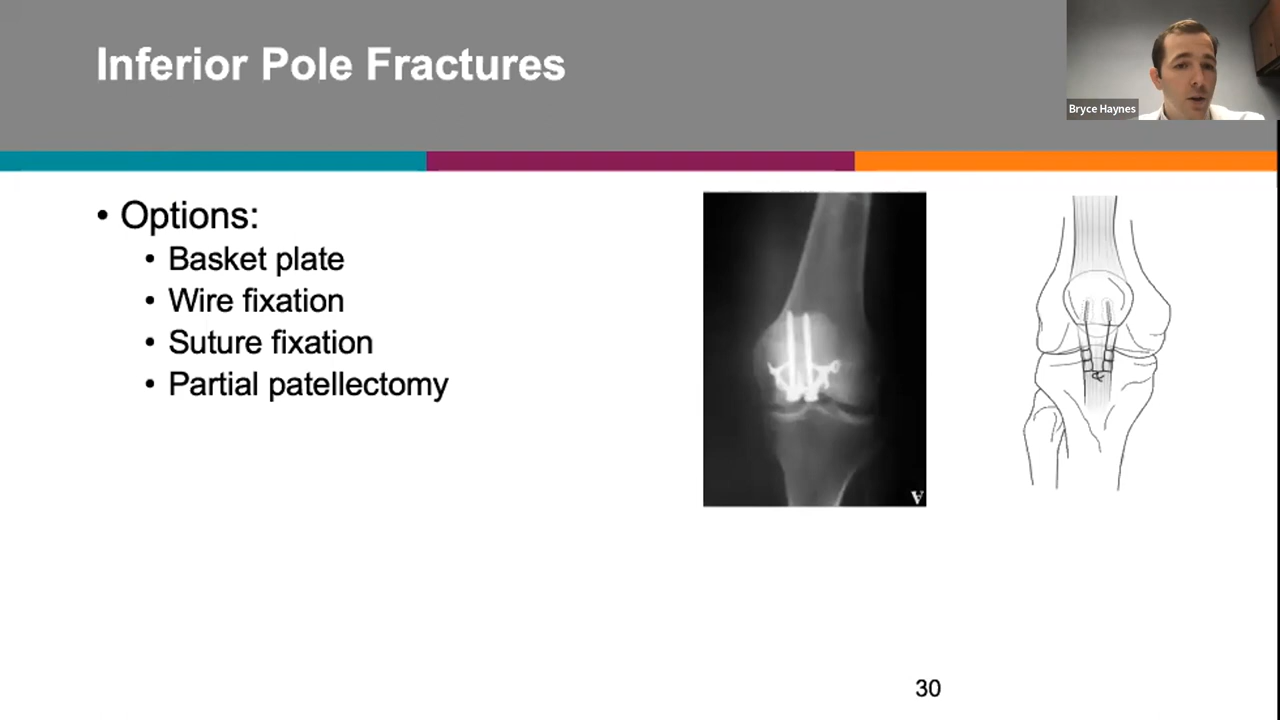 Inferior Pole Fractures
Bryce Haynes
• Options:
• Basket plate
• Wire fixation
• Suture fixation
• Partial patellectomy
A
30